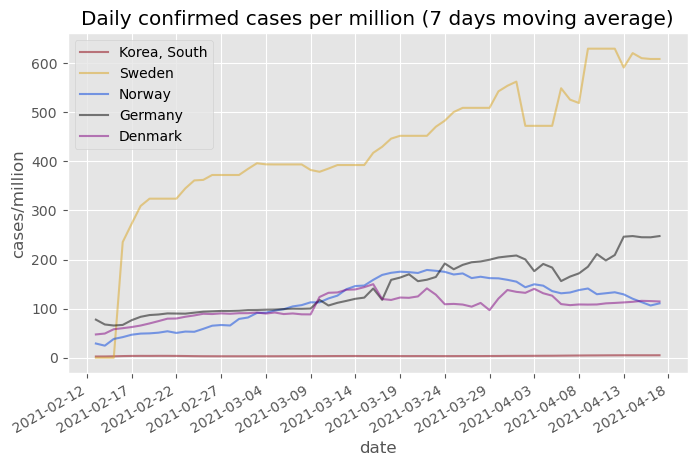 Daily confirmed cases per million (7 days moving average)
Korea, South
Sweden
Norway
Germany
Denmark
cases/million
600
500
400
300
200
100
0
2021-02-12
2021-02-17
2021-02-22
2021-02-27
2021-03-04
2021-03-09
2021-03-14
2021-03-19
2021-03-24
2021-03-29
2021-04-03
2021-04-08
2021-04-13
2021-04-18
date